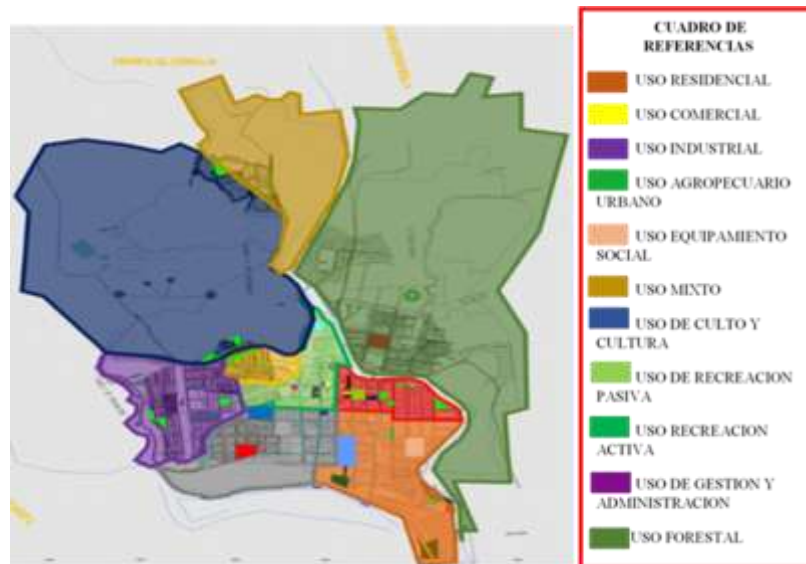 CUADRO DE
REFERENCIAS
USO RESIDENCIAL
USO COMERCIAL
USO INDUSTRIAL
USO AGROPECUARIO
URBANO
USO EQUIPAMIENTO
SOCIAL
USO MIXTO
USO DE CULTO Y
CULTURA
USO DE RECREACION
PASIVA
USO RECREACION
ACTIVA
USO DE GESTION Y
ADMINISTRACION
USO FORESTAL